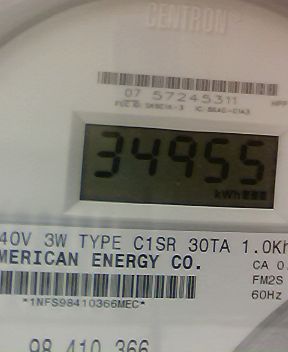 CENTRON
07 57245311
34955
kWh
40V 3W TYPE C1SR 30TA 1.0Kh
MERICAN ENERGY CO.
CA 0.
FM2S
60Hz
*1NFS98410366MEC*
98 410 366